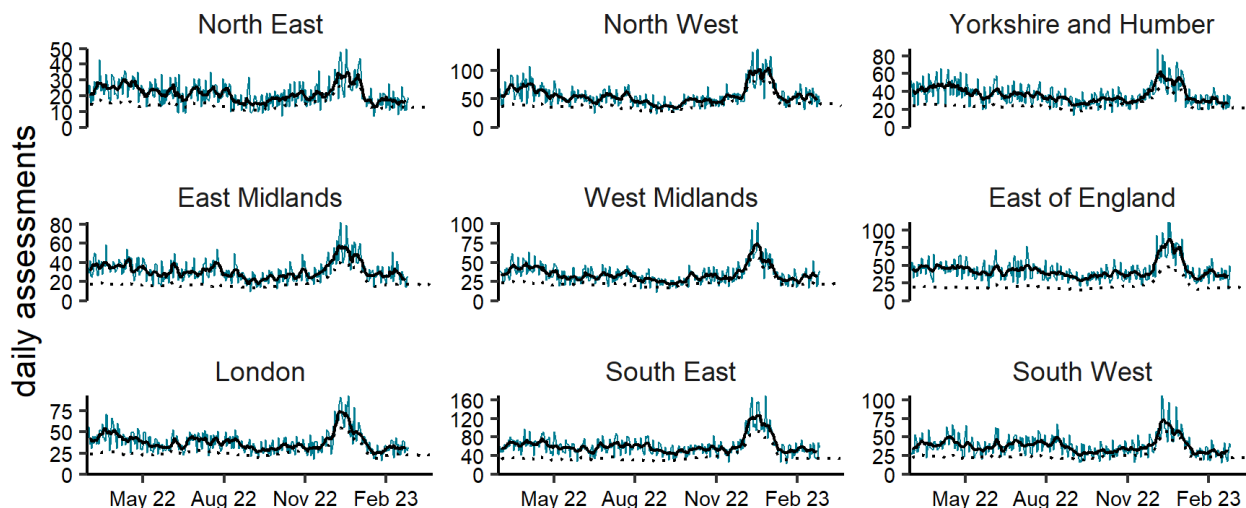 North East North West Yorkshire and Humber
50 40 30 20 10 0
100 50 0
80 60 40 20 0
daily assessments
East Midlands West Midlands East of England
80 60 40 20 0
100 75 50 25 0
100 75 50 25 0
London South East South West
75 50 25 0
160 120 80 40 0
100 75 50 25 0
May 22 Aug 22 Nov 22 Feb 23 May 22 Aug 22 Nov 22 Feb 23 May 22 Aug 22 Nov 22 Feb 23